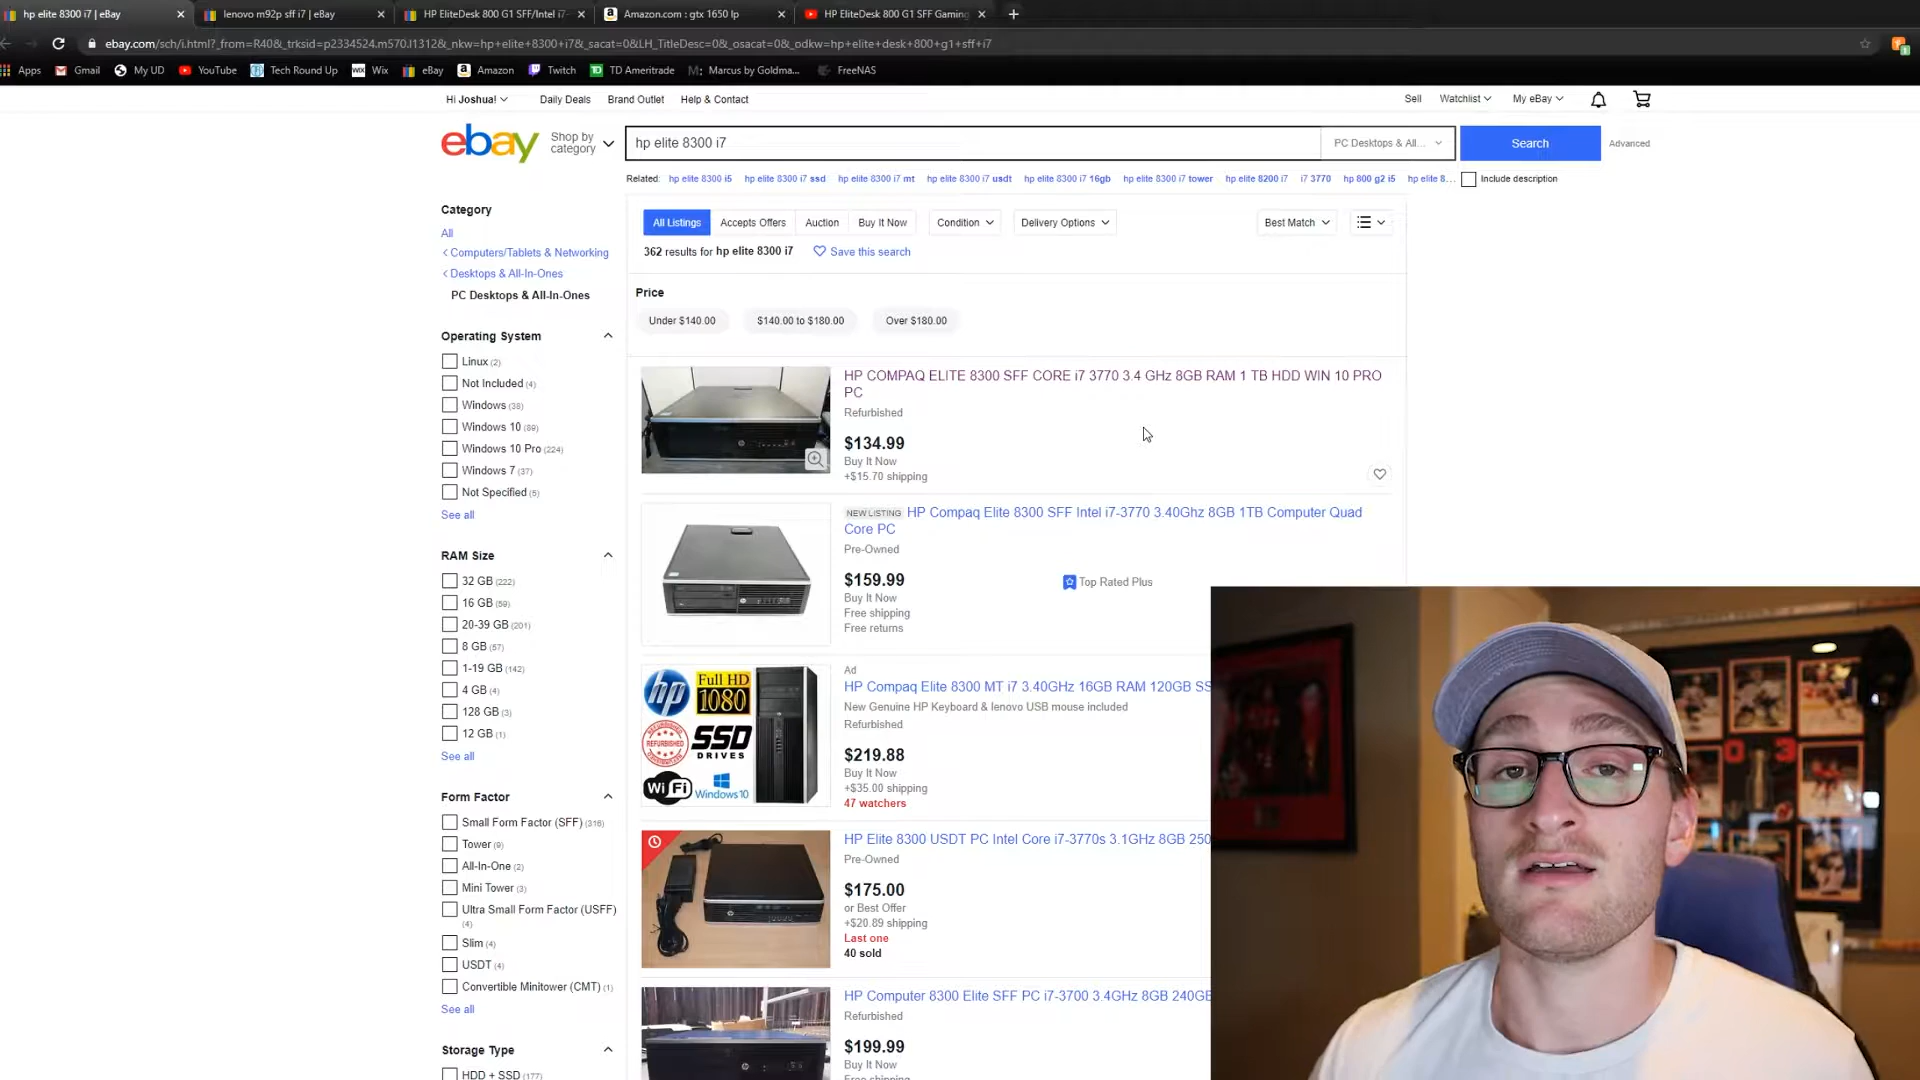 hp elite 8300 i7 | eBay
lenovo m92p sff i7 | eBay
HP EliteDesk 800 G1 SFF/Intel i7-
Amazon.com : gtx 1650 lp
HP EliteDesk 800 G1 SFF Gaming
ebay.com/sch/i.html?_from=R40&_trksid=p2334524.m570.l1312&_nkw=hp+elite+8300+i7&_sacat=0&LH_TitleDesc=0&_osacat=0&_odkw=hp+elite+desk+800+g1+sff+i7
Apps Gmail My UD YouTube Tech Round Up WIX Wix eBay Amazon Twitch TD Ameritrade M: Marcus by Goldma... FreeNAS
Hi Joshua! Daily Deals Brand Outlet Help & Contact Sell Watchlist My eBay
ebay
Shop by
category
hp elite 8300 i7
PC Desktops & All...
Search
Advanced
Related: hp elite 8300 i5 hp elite 8300 i7 ssd hp elite 8300 i7 mt hp elite 8300 i7 usdt hp elite 8300 i7 16gb hp elite 8300 i7 tower hp elite 8200 i7 i7 3770 hp 800 g2 i5 hp elite 8... Include description
Category
All
Computers/Tablets & Networking
Desktops & All-In-Ones
PC Desktops & All-In-Ones
Operating System
Linux (2)
Not Included (4)
Windows (38)
Windows 10 (89)
Windows 10 Pro (224)
Windows 7 (37)
Not Specified (5)
See all
RAM Size
32 GB (222)
16 GB (59)
20-39 GB (201)
8 GB (57)
1-19 GB (142)
4 GB (4)
128 GB (3)
12 GB (1)
See all
Form Factor
Small Form Factor (SFF) (316)
Tower (9)
All-In-One (2)
Mini Tower (3)
Ultra Small Form Factor (USFF)
(4)
Slim (4)
USDT (4)
Convertible Minitower (CMT) (1)
See all
Storage Type
HDD + SSD (177)
All Listings Accepts Offers Auction Buy It Now Condition Delivery Options Best Match
362 results for hp elite 8300 i7 Save this search
Price
Under $140.00 $140.00 to $180.00 Over $180.00
HP COMPAQ ELITE 8300 SFF CORE i7 3770 3.4 GHz 8GB RAM 1 TB HDD WIN 10 PRO
PC
Refurbished
$134.99
Buy It Now
+$15.70 shipping
NEW LISTING HP Compaq Elite 8300 SFF Intel i7-3770 3.40Ghz 8GB 1TB Computer Quad
Core PC
Pre-Owned
$159.99
Top Rated Plus
Buy It Now
Free shipping
Free returns
hp
Full HD
1080
REFURBISHED
SSD
DRIVES
WiFi
Windows10
Ad
HP Compaq Elite 8300 MT i7 3.40GHz 16GB RAM 120GB SS
New Genuine HP Keyboard & lenovo USB mouse included
Refurbished
$219.88
Buy It Now
+$35.00 shipping
47 watchers
HP Elite 8300 USDT PC Intel Core i7-3770s 3.1GHz 8GB 250
Pre-Owned
$175.00
or Best Offer
+$20.89 shipping
Last one
40 sold
HP Computer 8300 Elite SFF PC i7-3700 3.4GHz 8GB 240GB
Refurbished
$199.99
Buy It Now
Free shipping